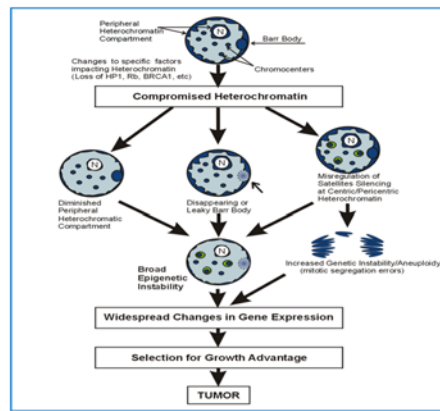 Peripheral
Heterochromatin
Compartment
N
Barr Body
Chromocenters
Changes to specific factors
impacting Heterochromatin
(Loss of HP1, Rb, BRCA1, etc)
Compromised Heterochromatin
N
N
N
Diminished
Peripheral
Heterochromatic
Compartment
Disappearing or
Leaky Barr Body
Misregulation of
Satellites Silencing
at Centric/Pericentric
Heterochromatin
N
Broad
Epigenetic
Instability
Increased Genetic Instability/Aneuploidy
(mitotic segregation errors)
Widespread Changes in Gene Expression
Selection for Growth Advantage
TUMOR